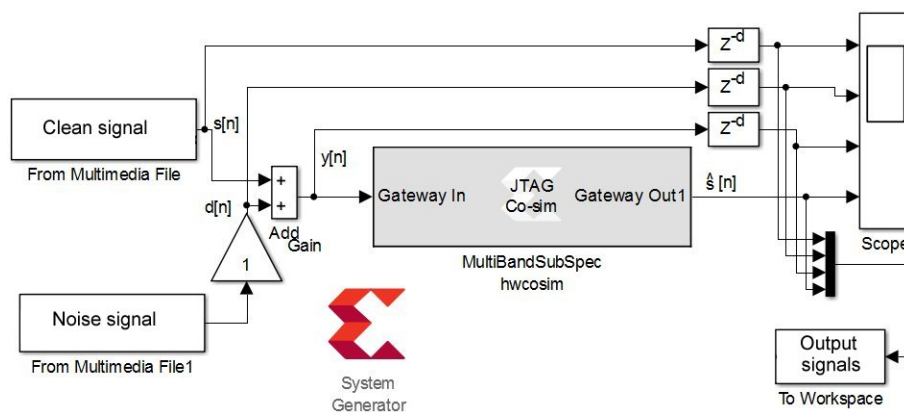 z-d
z-d
z-d
Clean signal
s[n]
From Multimedia File
y[n]
+
+
d[n]
Add
Gain
1
Gateway In
JTAG
Co-sim
Gateway Out1
ŝ [n]
MultiBandSubSpec
hwcosim
Scope
Noise signal
From Multimedia File1
System
Generator
Output
signals
To Workspace